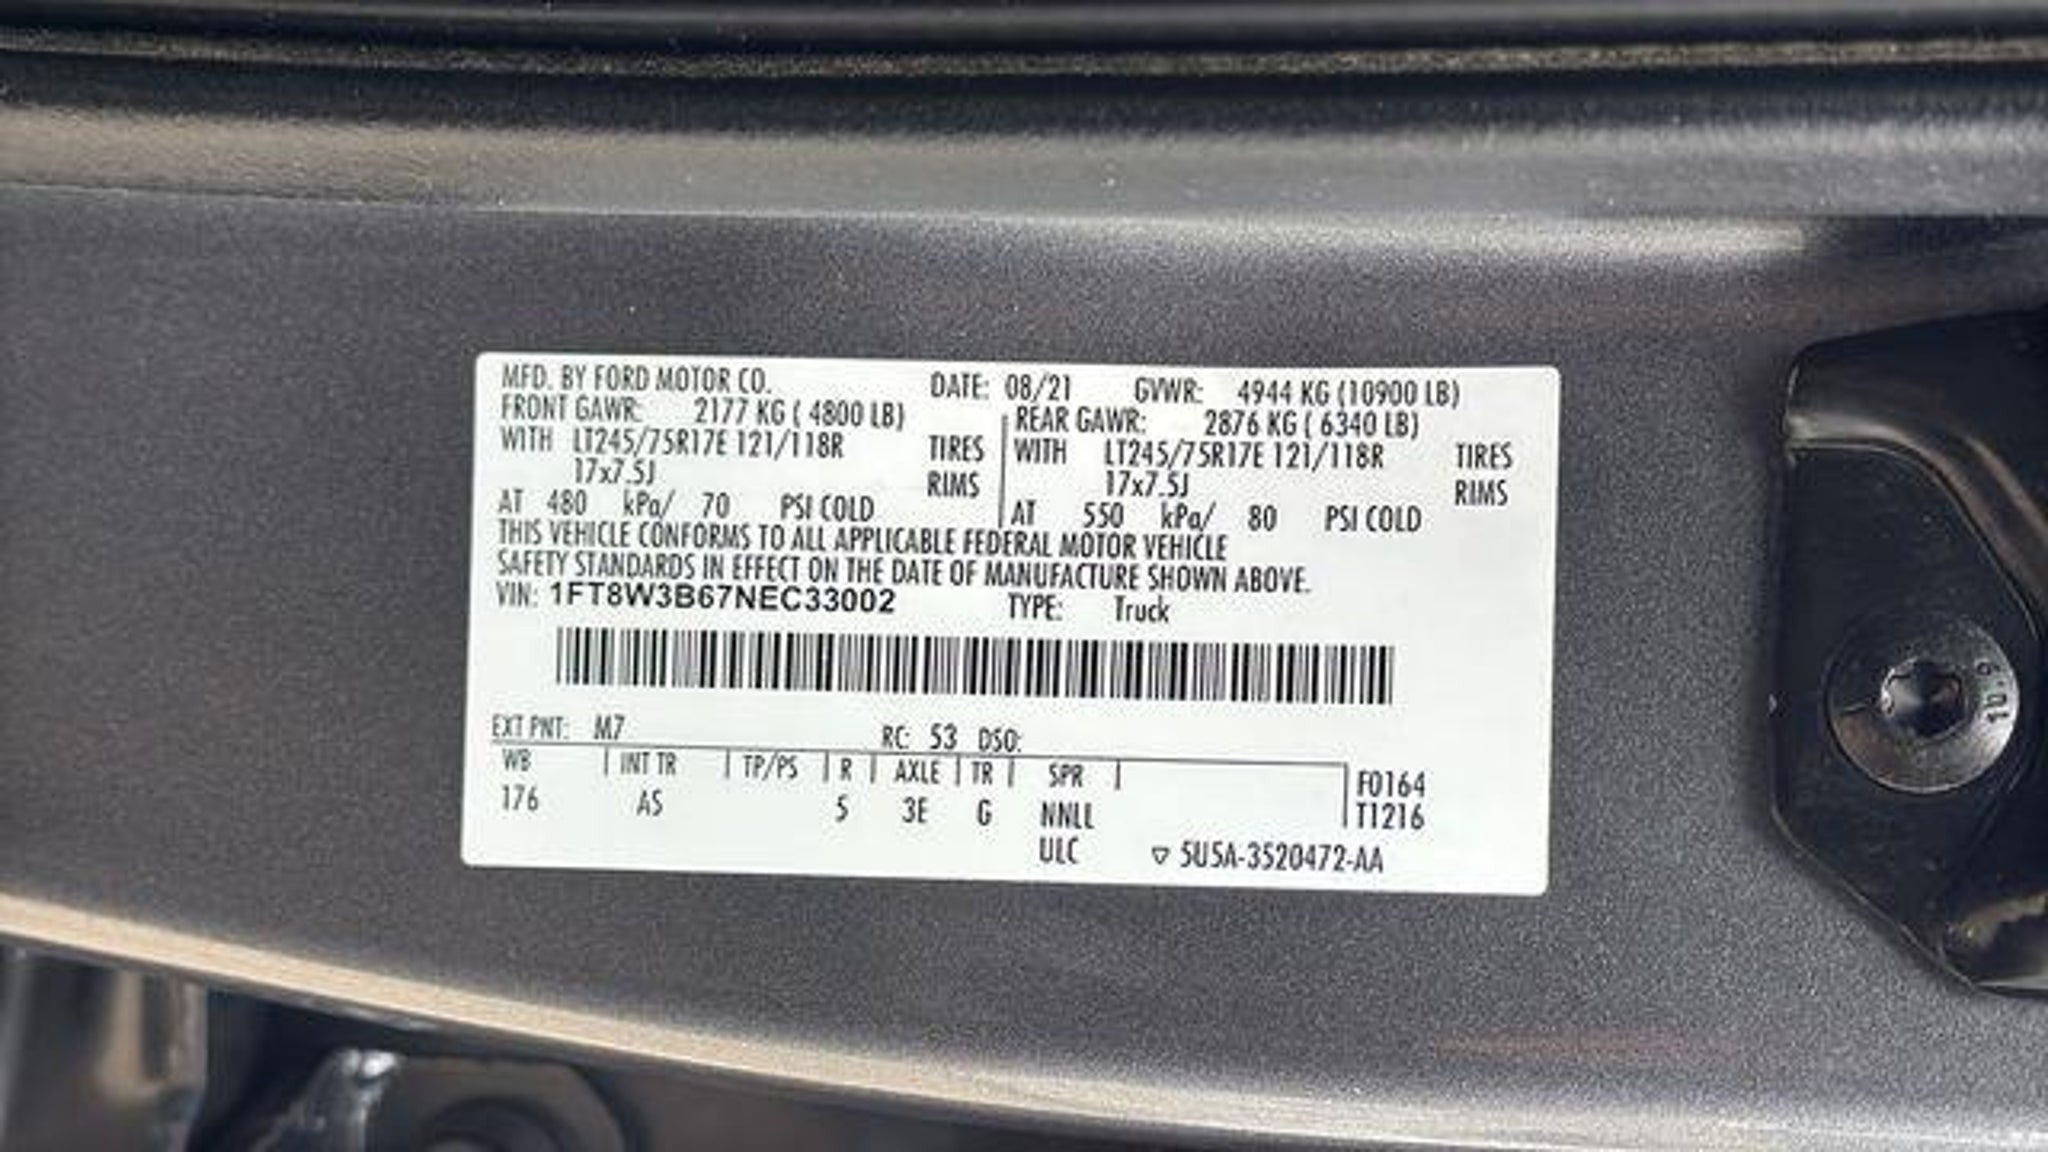 MFD. BY FORD MOTOR CO. DATE: 08/21 GVWR: 4944 KG (10900 LB)
FRONT GAWR: 2177 KG ( 4800 LB) REAR GAWR: 2876 KG ( 6340 LB)
WITH LT245/75R17E 121/118R TIRES WITH LT245/75R17E 121/118R TIRES
17x7.5J RIMS 17x7.5J RIMS
AT 480 kPa/ 70 PSI COLD AT 550 kPa/ 80 PSI COLD
THIS VEHICLE CONFORMS TO ALL APPLICABLE FEDERAL MOTOR VEHICLE
SAFETY STANDARDS IN EFFECT ON THE DATE OF MANUFACTURE SHOWN ABOVE.
VIN: 1FT8W3B67NEC33002 TYPE: Truck
EXT PNT: M7 RC: 53 DSO:
WB INT TR TP/PS R AXLE TR SPR F0164
176 AS 5 3E G NNLL T1216
ULC ▽ 5U5A-3520472-AA
10.9